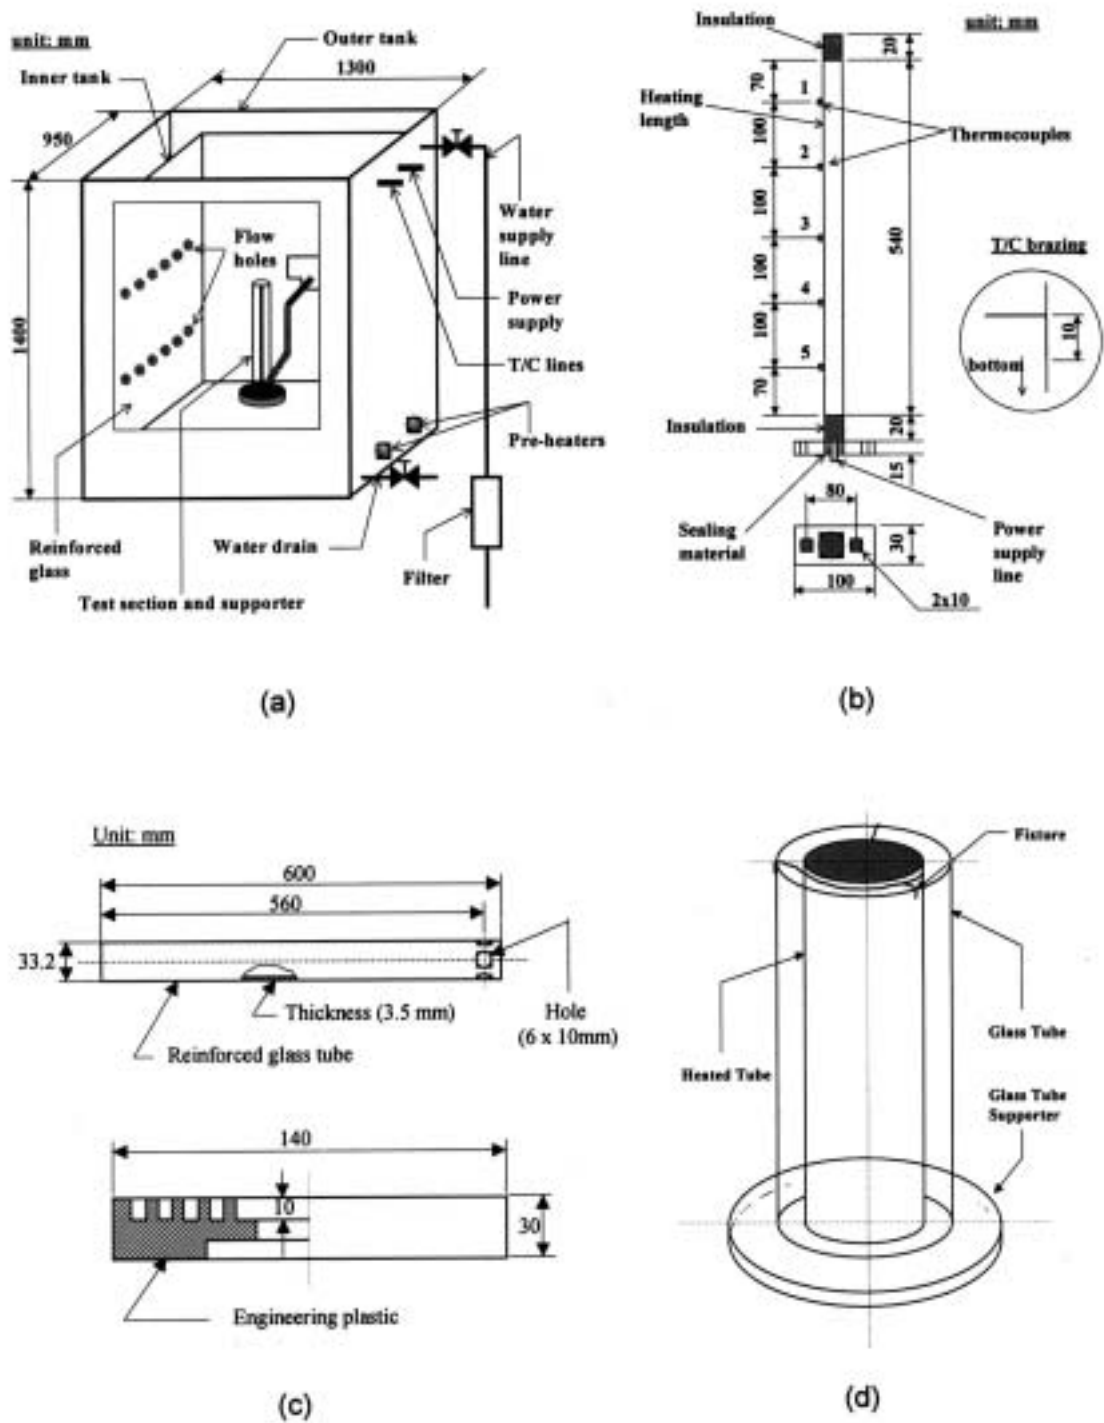 unit: mm
Outer tank
Inner tank
1300
950
1400
Flow
holes
Water
supply
line
Power
supply
T/C lines
Pre-heaters
Reinforced
glass
Water drain
Filter
Test section and supporter
(a)
Insulation
unit: mm
20
70
1
Heating
length
100
Thermocouples
2
100
3
540
T/C brazing
100
4
10
100
5
bottom
70
Insulation
20
15
80
Sealing
material
30
Power
supply
line
100
2x10
(b)
Unit: mm
600
560
33.2
Thickness (3.5 mm)
Hole
(6 x 10mm)
Reinforced glass tube
140
10
30
Engineering plastic
(c)
Fixture
Glass Tube
Heated Tube
Glass Tube
Supporter
(d)